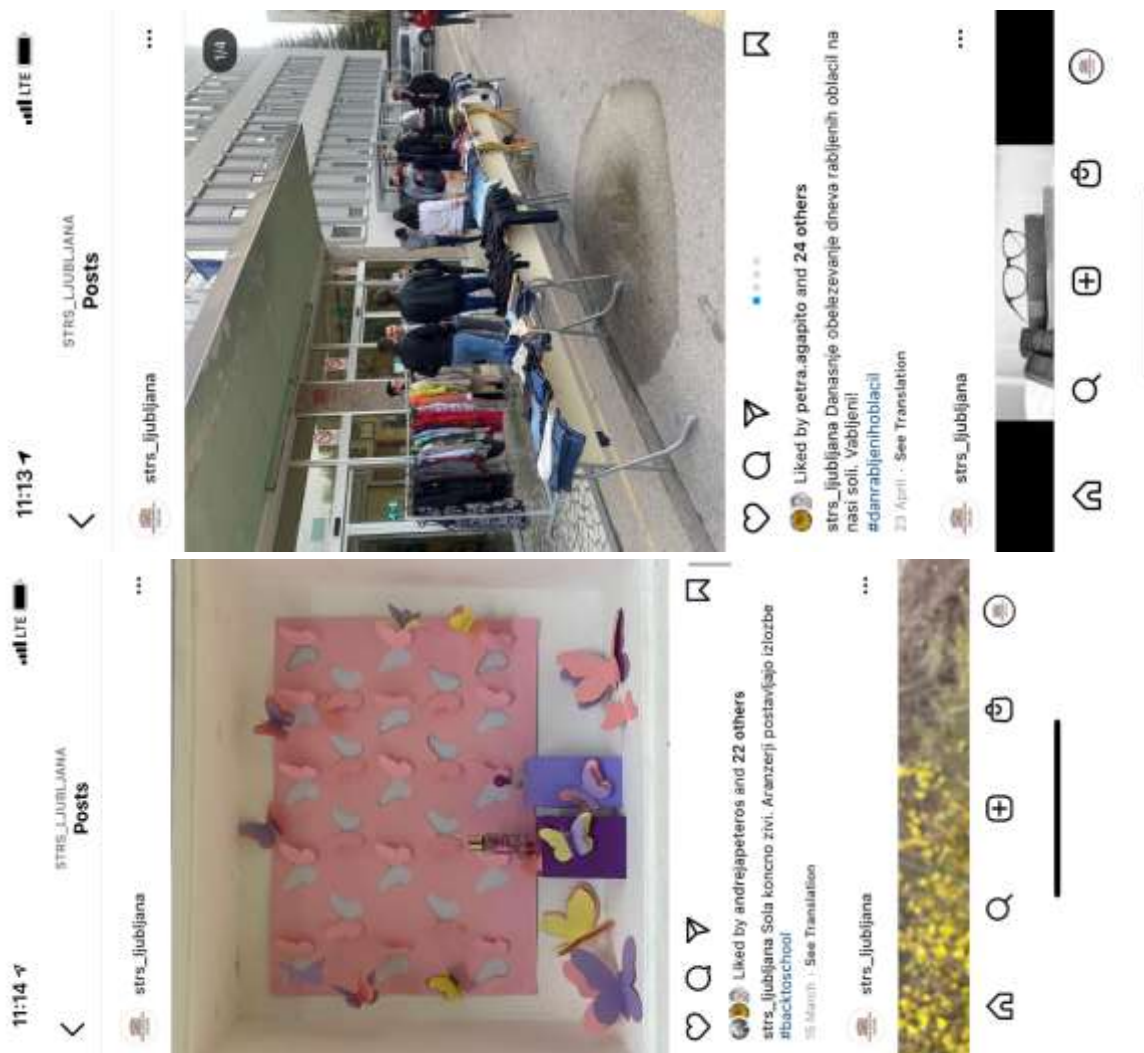 11:13
LTE
STRS_LJUBLJANA
Posts
strs_ljubljana
1/4
Liked by petra.agapito and 24 others
strs_ljubljana Danasnje obelezevanje dneva rabljenih oblacil na
nasi soli. Vabljeni!
#danrabljenihoblacil
23 April · See Translation
strs_ljubljana
11:14
LTE
STRS_LJUBLJANA
Posts
strs_ljubljana
Liked by andrejapeteros and 22 others
strs_ljubljana Sola koncno zivi. Aranzerji postavljajo izlozbe
#backtoschool
15 March · See Translation
strs_ljubljana